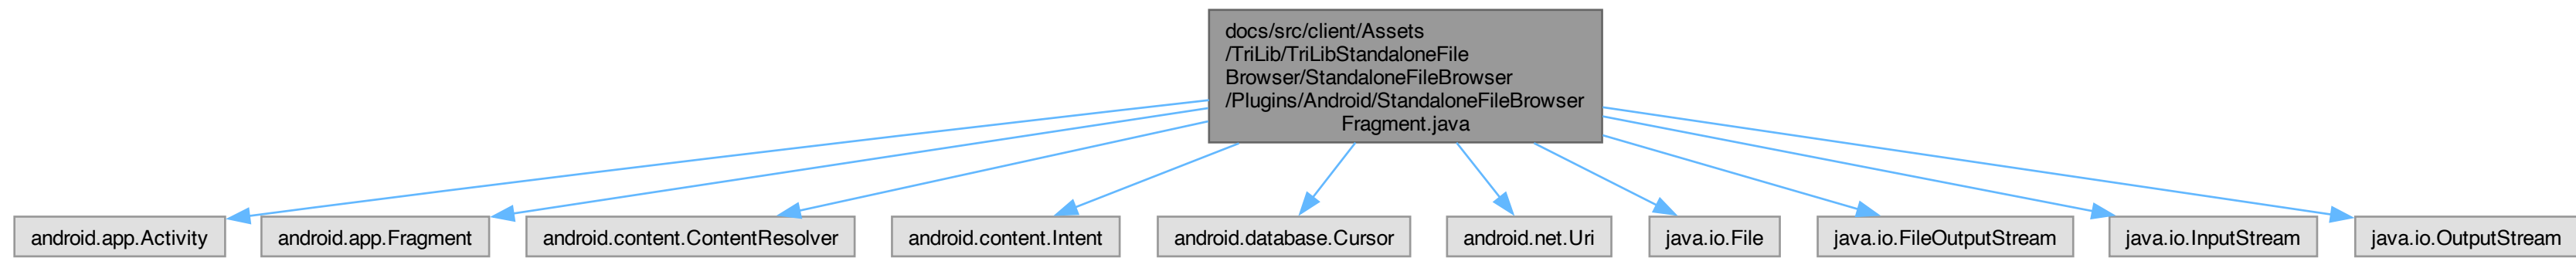 docs/src/client/Assets
/TriLib/TriLibStandaloneFile
Browser/StandaloneFileBrowser
/Plugins/Android/StandaloneFileBrowser
Fragment.java
android.app.Activity
android.app.Fragment
android.content.ContentResolver
android.content.Intent
android.database.Cursor
android.net.Uri
java.io.File
java.io.FileOutputStream
java.io.InputStream
java.io.OutputStream